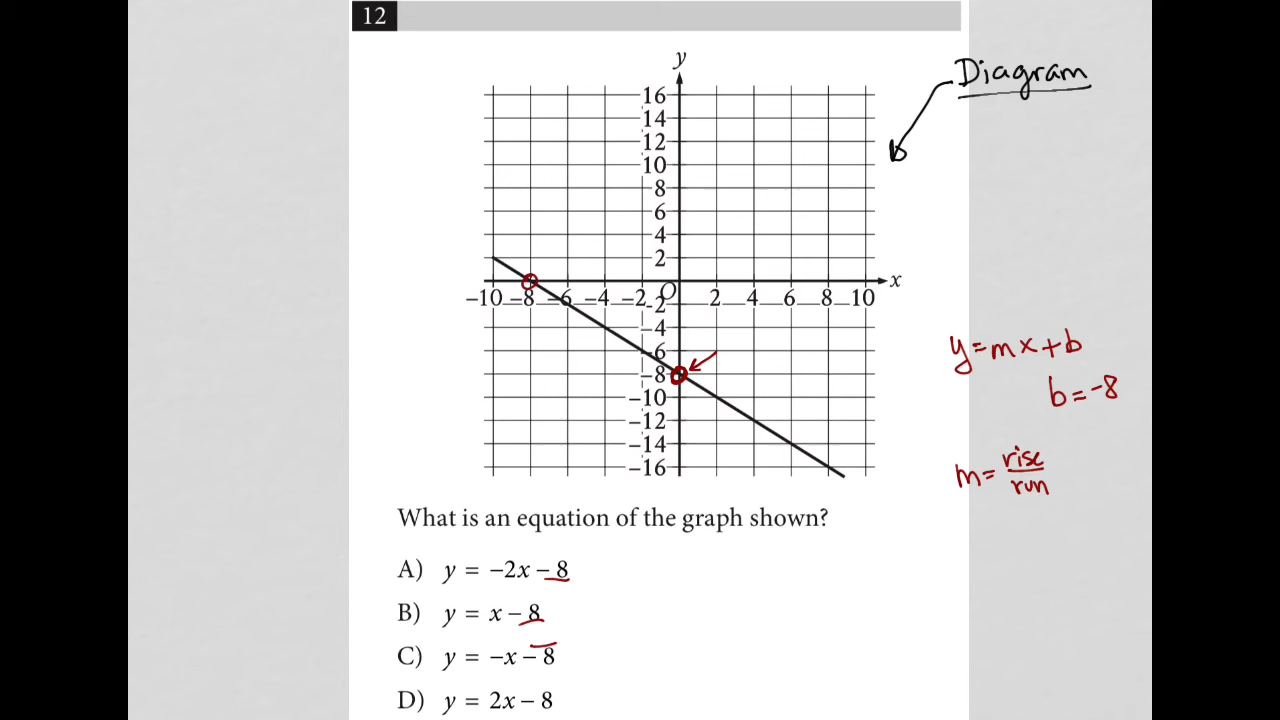 12
y
Diagram
16
14
12
10
8
6
4
2
x
-10 -8 -6 -4 -2 O 2 4 6 8 10
-2
-4
-6
-8
-10
-12
-14
-16
y=mx+b
b=-8
m= rise
run
What is an equation of the graph shown?
A) y = −2x − 8
B) y = x − 8
C) y = −x − 8
D) y = 2x − 8